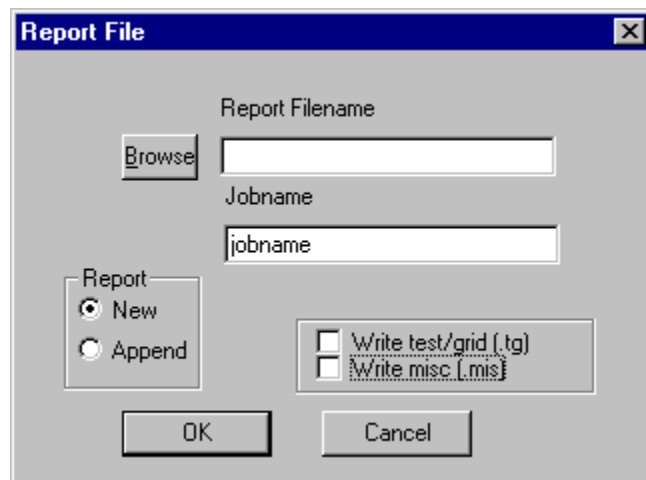 Report File
Report Filename
Browse
Jobname
jobname
Report
New
Append
Write test/grid (.tg)
Write misc (.mis)
OK
Cancel